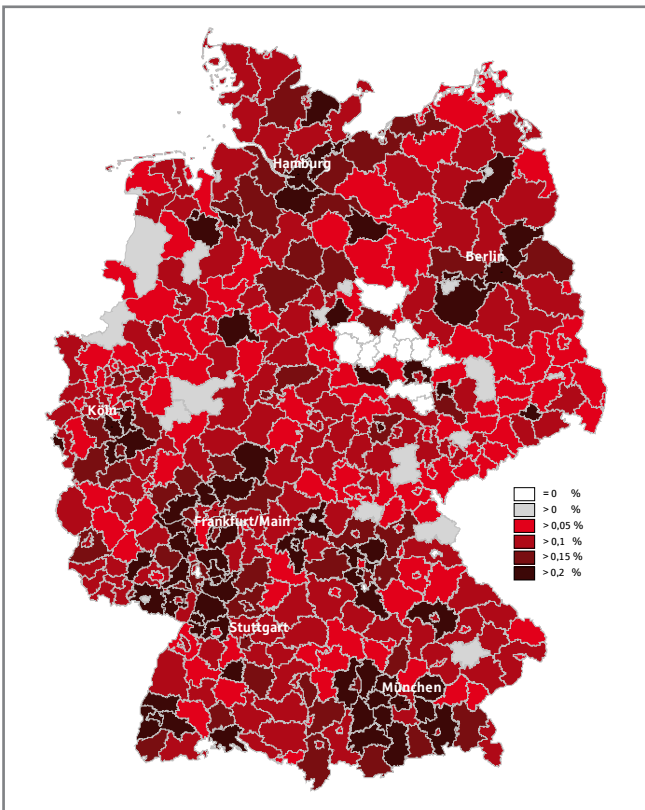 Hamburg
Berlin
Köln
= 0 %
> 0 %
> 0,05 %
> 0,1 %
> 0,15 %
> 0,2 %
Frankfurt/Main
Stuttgart
München